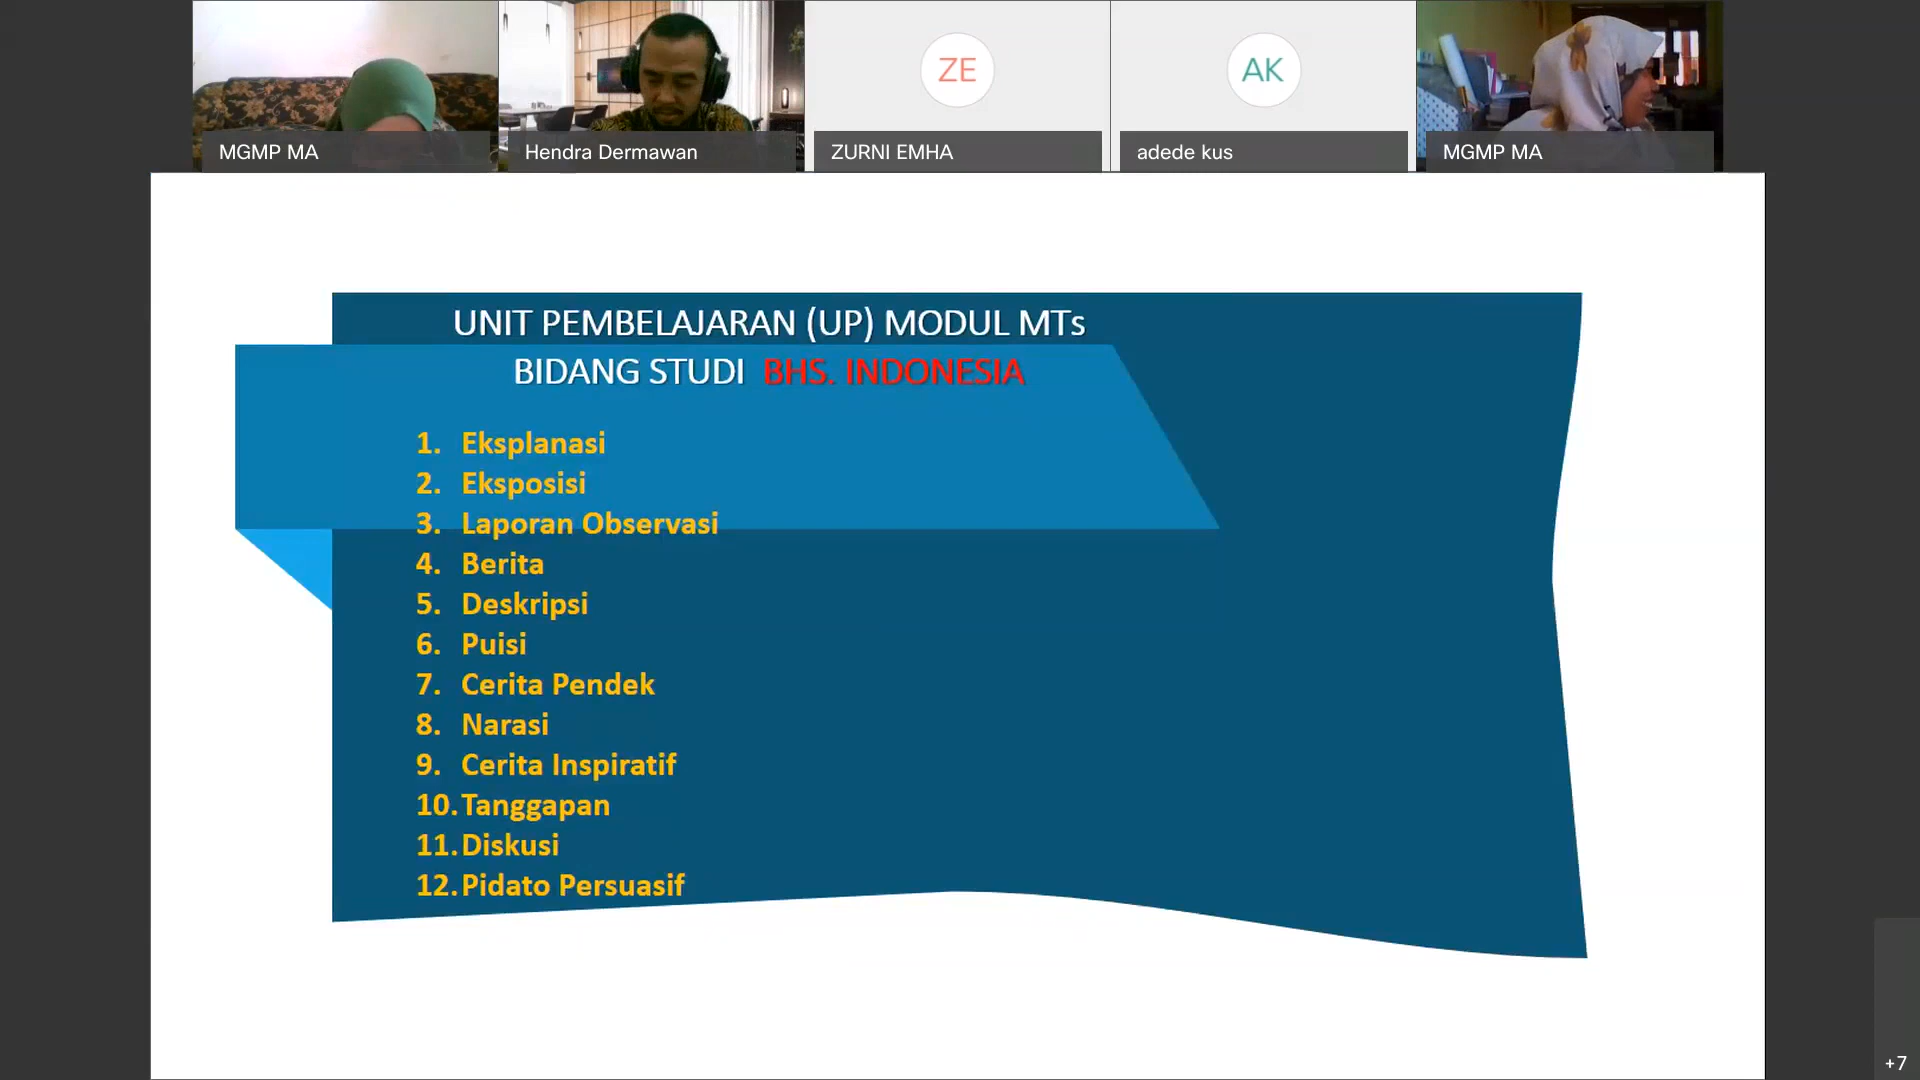 ZE
AK
MGMP MA
Hendra Dermawan
ZURNI EMHA
adede kus
MGMP MA
UNIT PEMBELAJARAN (UP) MODUL MTs
BIDANG STUDI BHS. INDONESIA
1. Eksplanasi
2. Eksposisi
3. Laporan Observasi
4. Berita
5. Deskripsi
6. Puisi
7. Cerita Pendek
8. Narasi
9. Cerita Inspiratif
10. Tanggapan
11. Diskusi
12. Pidato Persuasif
+7